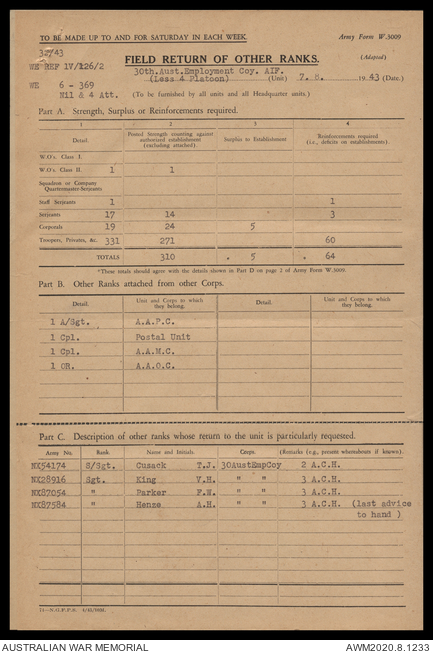 TO BE MADE UP TO AND FOR SATURDAY IN EACH WEEK. Army Form W.3009
32/43
WE REF 1V/126/2 FIELD RETURN OF OTHER RANKS. (Adapted)
30th.Aust.Employment Coy. AIF.
(Less 4 Platoon) (Unit) 7. 8. 1943 (Date.)
WE 6 - 369
Nil & 4 Att. (To be furnished by all units and all Headquarter units.)
Part A. Strength, Surplus or Reinforcements required.
1 2 3 4
Detail. Posted Strength counting against authorized establishment (excluding attached) Surplus to Establishment Reinforcements required (i.e., deficits on establishments).
W.O's. Class I.
W.O's. Class II. 1 1
Squadron or Company Quartermaster-Serjeants
Staff Serjeants 1 1
Serjeants 17 14 3
Corporals 19 24 5
Troopers, Privates, &c. 331 271 60
TOTALS 310 * 5 * 64
*These totals should agree with the details shown in Part D on page 2 of Army Form W.3009.
Part B. Other Ranks attached from other Corps.
Detail. Unit and Corps to which they belong. Detail. Unit and Corps to which they belong.
1 A/Sgt. A.A.P.C.
1 Cpl. Postal Unit
1 Cpl. A.A.M.C.
1 OR. A.A.O.C.
Part C. Description of other ranks whose return to the unit is particularly requested.
Army No. Rank. Name and Initials. Corps. (Remarks (e.g., present whereabouts if known).
NX54174 S/Sgt. Cusack T.J. 30AustEmpCoy 2 A.C.H.
NX28916 Sgt. King V.H. " " 3 A.C.H.
NX87054 " Parker F.W. " " 3 A.C.H.
NX87584 " Henze A.H. " " 3 A.C.H. (last advice
to hand )
AUSTRALIAN WAR MEMORIAL AWM2020.8.1233